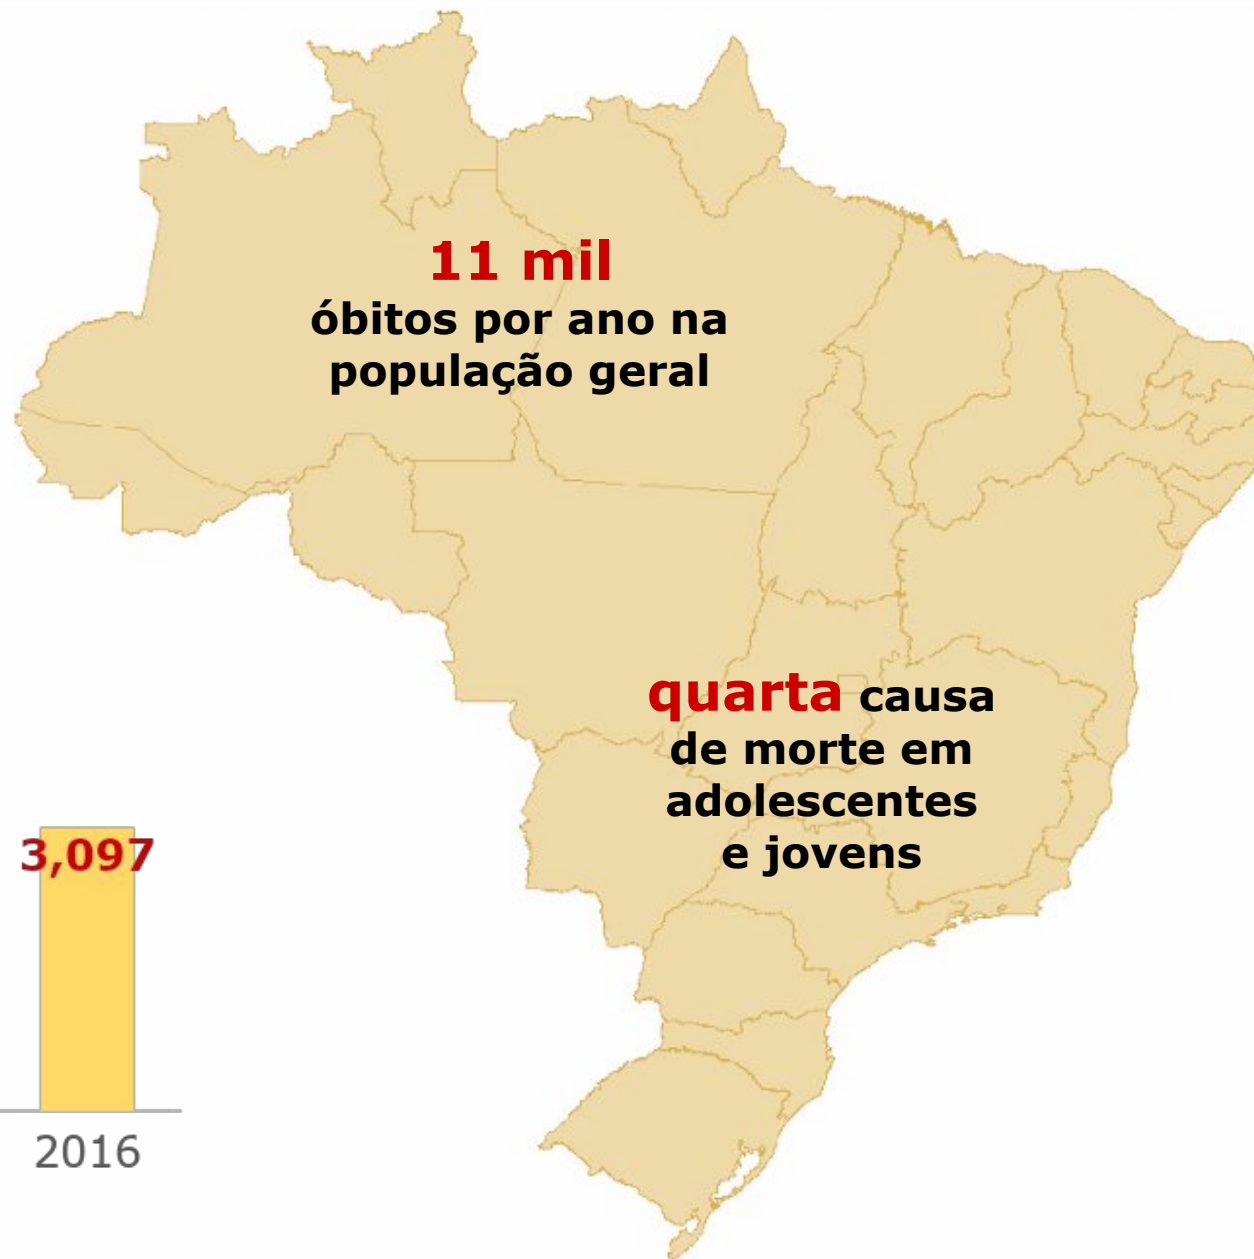 11 mil
óbitos por ano na
população geral
quarta causa
de morte em
adolescentes
e jovens
3,097
2016